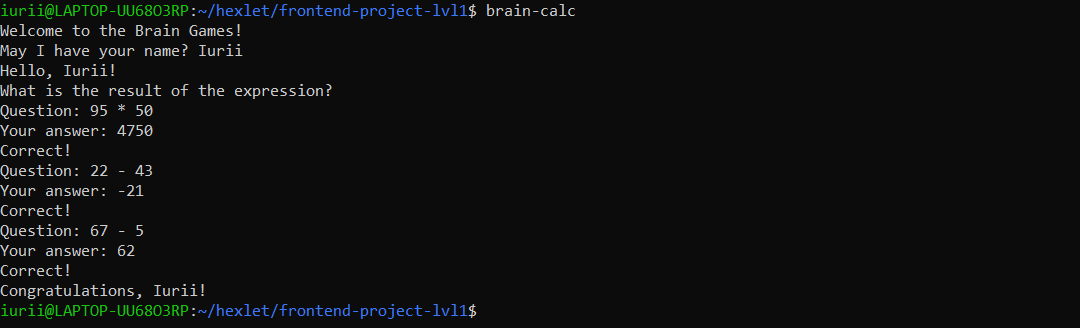 iurii@LAPTOP-UU68O3RP:~/hexlet/frontend-project-lvl1$ brain-calc
Welcome to the Brain Games!
May I have your name? Iurii
Hello, Iurii!
What is the result of the expression?
Question: 95 * 50
Your answer: 4750
Correct!
Question: 22 - 43
Your answer: -21
Correct!
Question: 67 - 5
Your answer: 62
Correct!
Congratulations, Iurii!
iurii@LAPTOP-UU68O3RP:~/hexlet/frontend-project-lvl1$